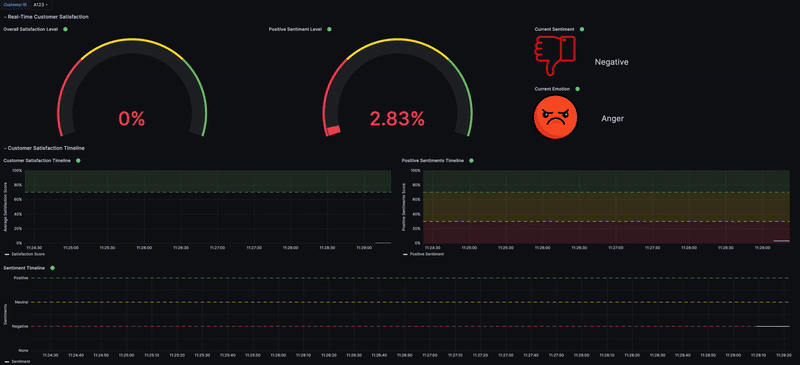 Customer ID A123
Real-Time Customer Satisfaction
Overall Satisfaction Level
Positive Sentiment Level
Current Sentiment
0%
2.83%
Negative
Current Emotion
Anger
Customer Satisfaction Timeline
Customer Satisfaction Timeline
Average Satisfaction Score
100%
80%
60%
40%
20%
0%
11:24:30 11:25:00 11:25:30 11:26:00 11:26:30 11:27:00 11:27:30 11:28:00 11:28:30 11:29:00
Satisfaction Score
Positive Sentiments Timeline
Positive Sentiments Score
100%
80%
60%
40%
20%
0%
11:24:30 11:25:00 11:25:30 11:26:00 11:26:30 11:27:00 11:27:30 11:28:00 11:28:30 11:29:00
Positive Sentiment
Sentiment Timeline
Sentiments
Positive
Neutral
Negative
None
11:24:30 11:24:40 11:24:50 11:25:00 11:25:10 11:25:20 11:25:30 11:25:40 11:25:50 11:26:00 11:26:10 11:26:20 11:26:30 11:26:40 11:26:50 11:27:00 11:27:10 11:27:20 11:27:30 11:27:40 11:27:50 11:28:00 11:28:10 11:28:20 11:28:30 11:28:40 11:28:50 11:29:00 11:29:10 11:29:20
Sentiment